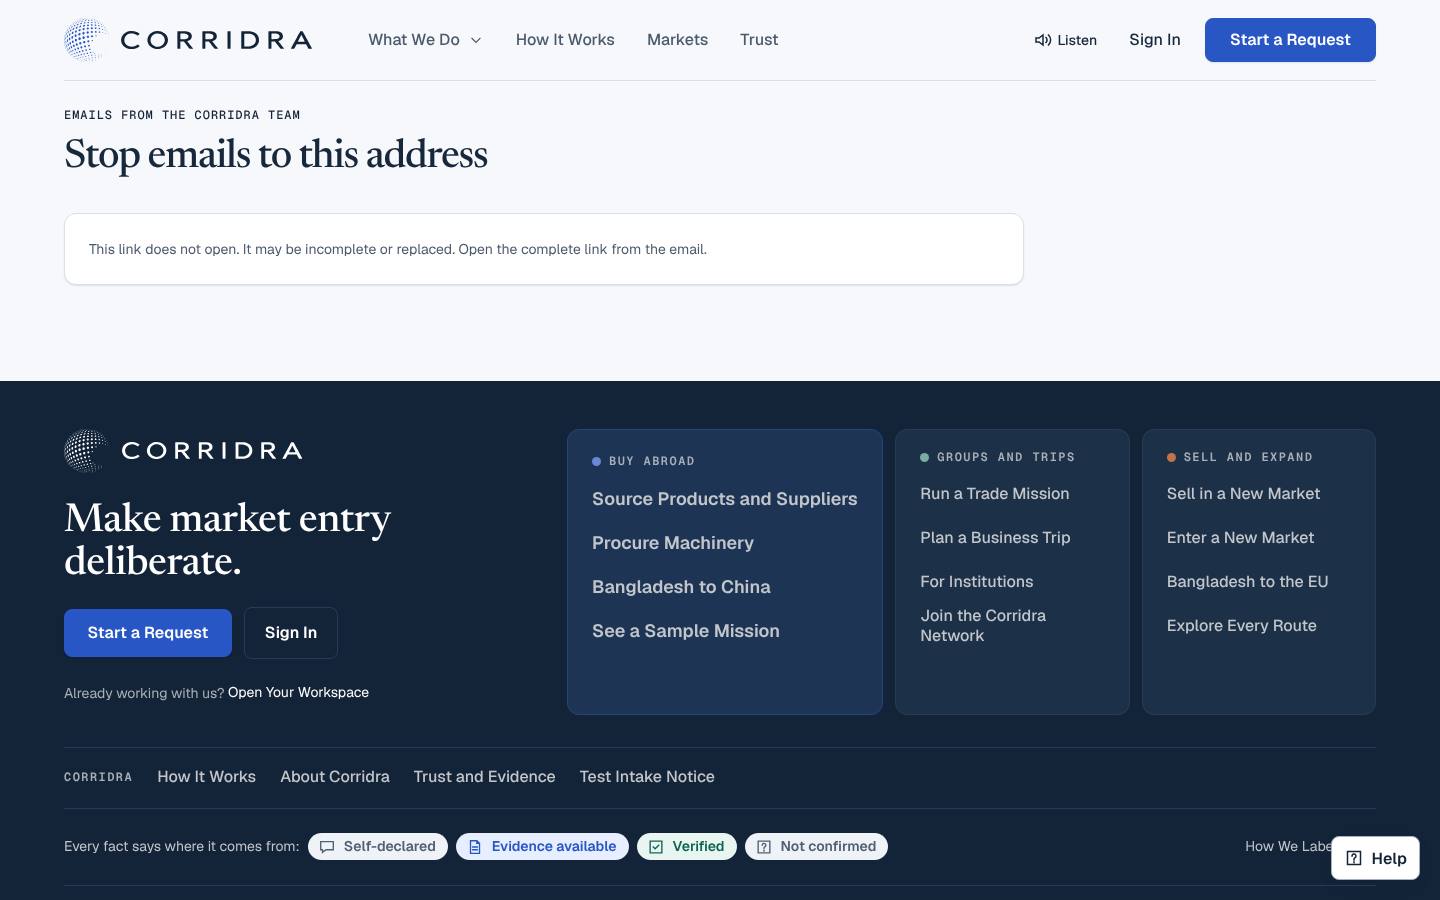 CORRIDRA
What We Do
How It Works
Markets
Trust
Listen
Sign In
Start a Request
EMAILS FROM THE CORRIDRA TEAM
Stop emails to this address
This link does not open. It may be incomplete or replaced. Open the complete link from the email.
CORRIDRA
Make market entry
deliberate.
Start a Request
Sign In
Already working with us? Open Your Workspace
BUY ABROAD
Source Products and Suppliers
Procure Machinery
Bangladesh to China
See a Sample Mission
GROUPS AND TRIPS
Run a Trade Mission
Plan a Business Trip
For Institutions
Join the Corridra
Network
SELL AND EXPAND
Sell in a New Market
Enter a New Market
Bangladesh to the EU
Explore Every Route
CORRIDRA
How It Works
About Corridra
Trust and Evidence
Test Intake Notice
Every fact says where it comes from:
Self-declared
Evidence available
Verified
Not confirmed
How We
Help